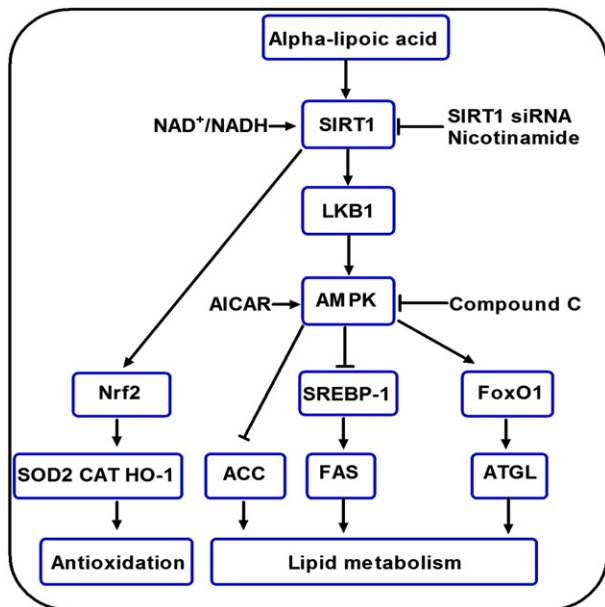 Alpha-lipoic acid
NAD+/NADH
SIRT1
SIRT1 siRNA
Nicotinamide
LKB1
AICAR
AMPK
Compound C
Nrf2
SREBP-1
FoxO1
SOD2 CAT HO-1
ACC
FAS
ATGL
Antioxidation
Lipid metabolism